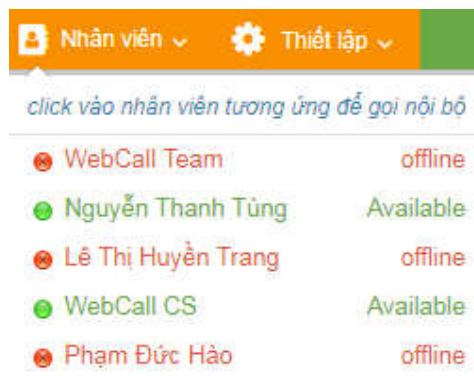 Nhân viên Thiết lập
click vào nhân viên tương ứng để gọi nội bộ
WebCall Team offline
Nguyễn Thanh Tùng Available
Lê Thị Huyền Trang offline
WebCall CS Available
Phạm Đức Hào offline